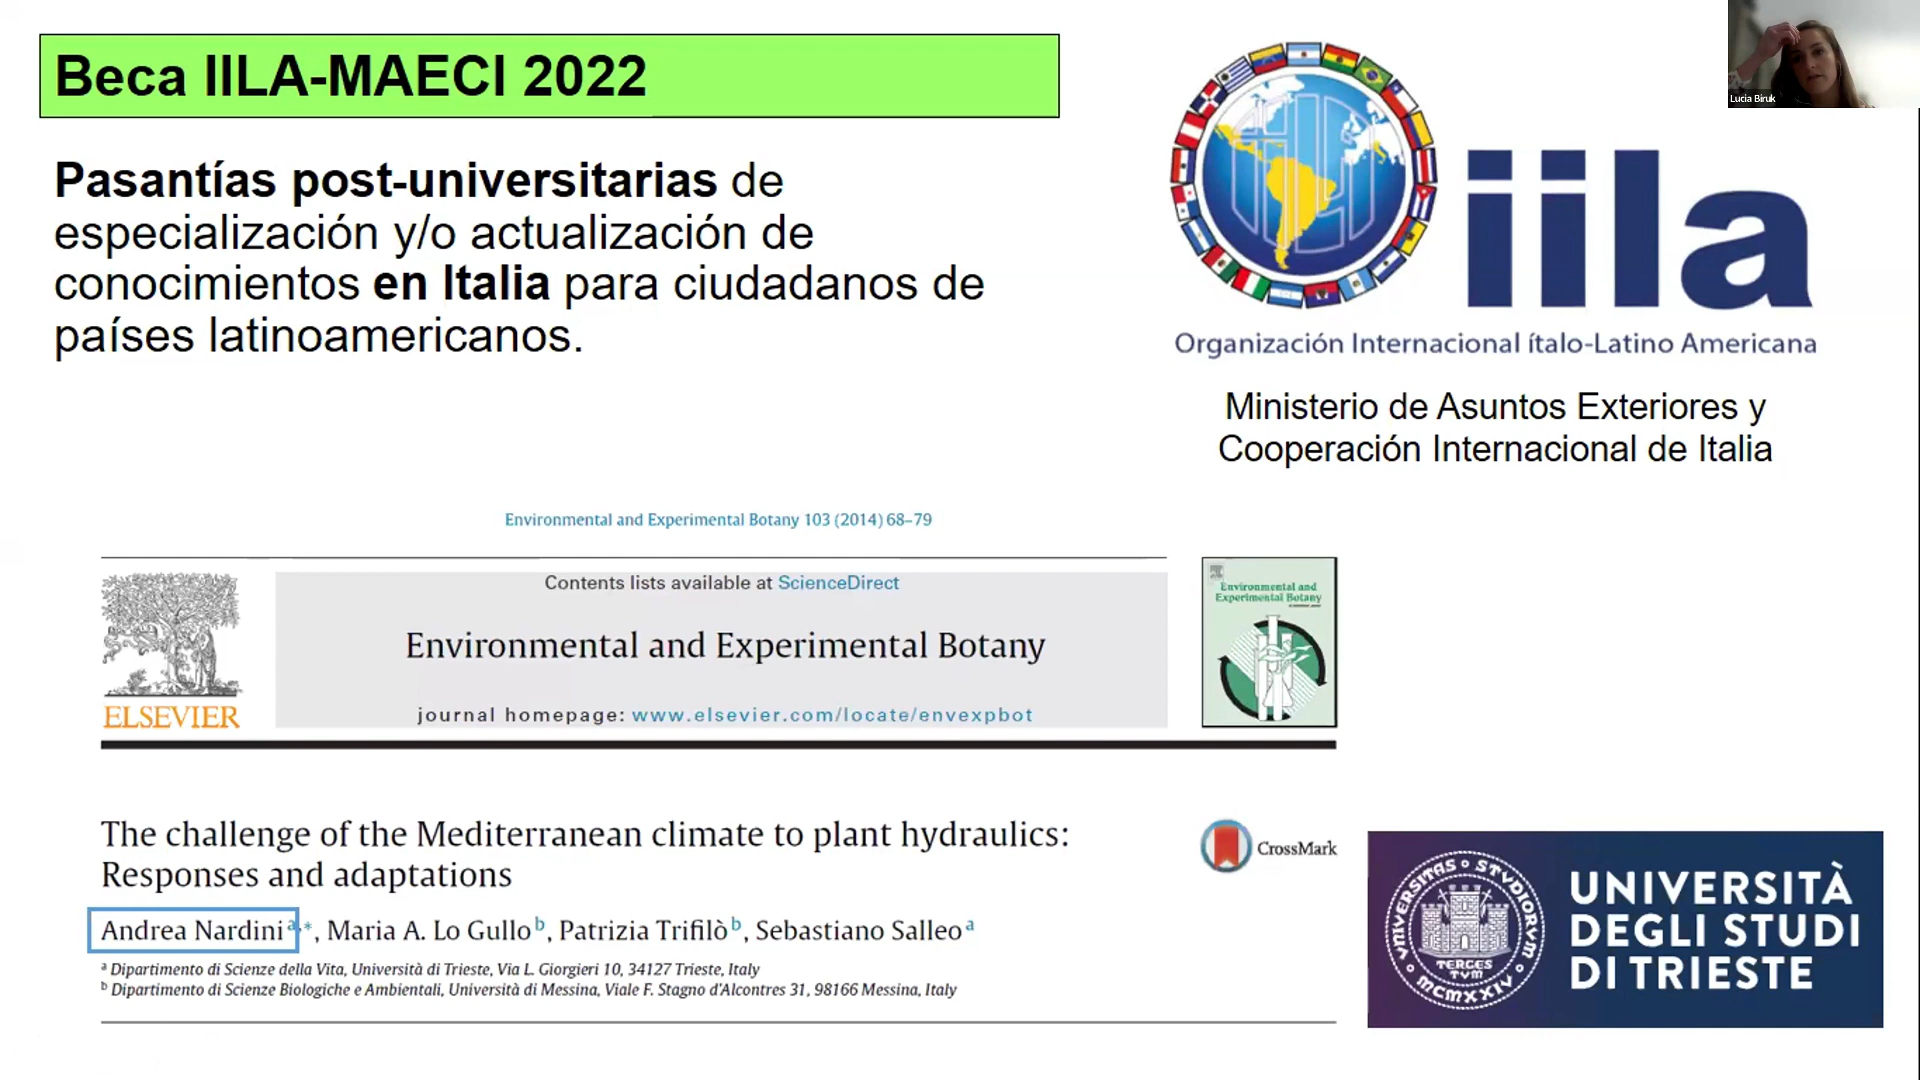 Beca IILA-MAECI 2022
Pasantías post-universitarias de
especialización y/o actualización de
conocimientos en Italia para ciudadanos de
países latinoamericanos.
iila
Organización Internacional ítalo-Latino Americana
Ministerio de Asuntos Exteriores y
Cooperación Internacional de Italia
Lucia Biruk
Environmental and Experimental Botany 103 (2014) 68–79
Contents lists available at ScienceDirect
Environmental and Experimental Botany
journal homepage: www.elsevier.com/locate/envexpbot
ELSEVIER
Environmental and
Experimental Botany
The challenge of the Mediterranean climate to plant hydraulics:
Responses and adaptations
CrossMark
Andrea Nardini a,*, Maria A. Lo Gullo b, Patrizia Trifilò b, Sebastiano Salleo a
a Dipartimento di Scienze della Vita, Università di Trieste, Via L. Giorgieri 10, 34127 Trieste, Italy
b Dipartimento di Scienze Biologiche e Ambientali, Università di Messina, Viale F. Stagno d'Alcontres 31, 98166 Messina, Italy
VNIVERSITAS STVDIORVM
TERGES
TVM
MCMXXIV
UNIVERSITÀ
DEGLI STUDI
DI TRIESTE